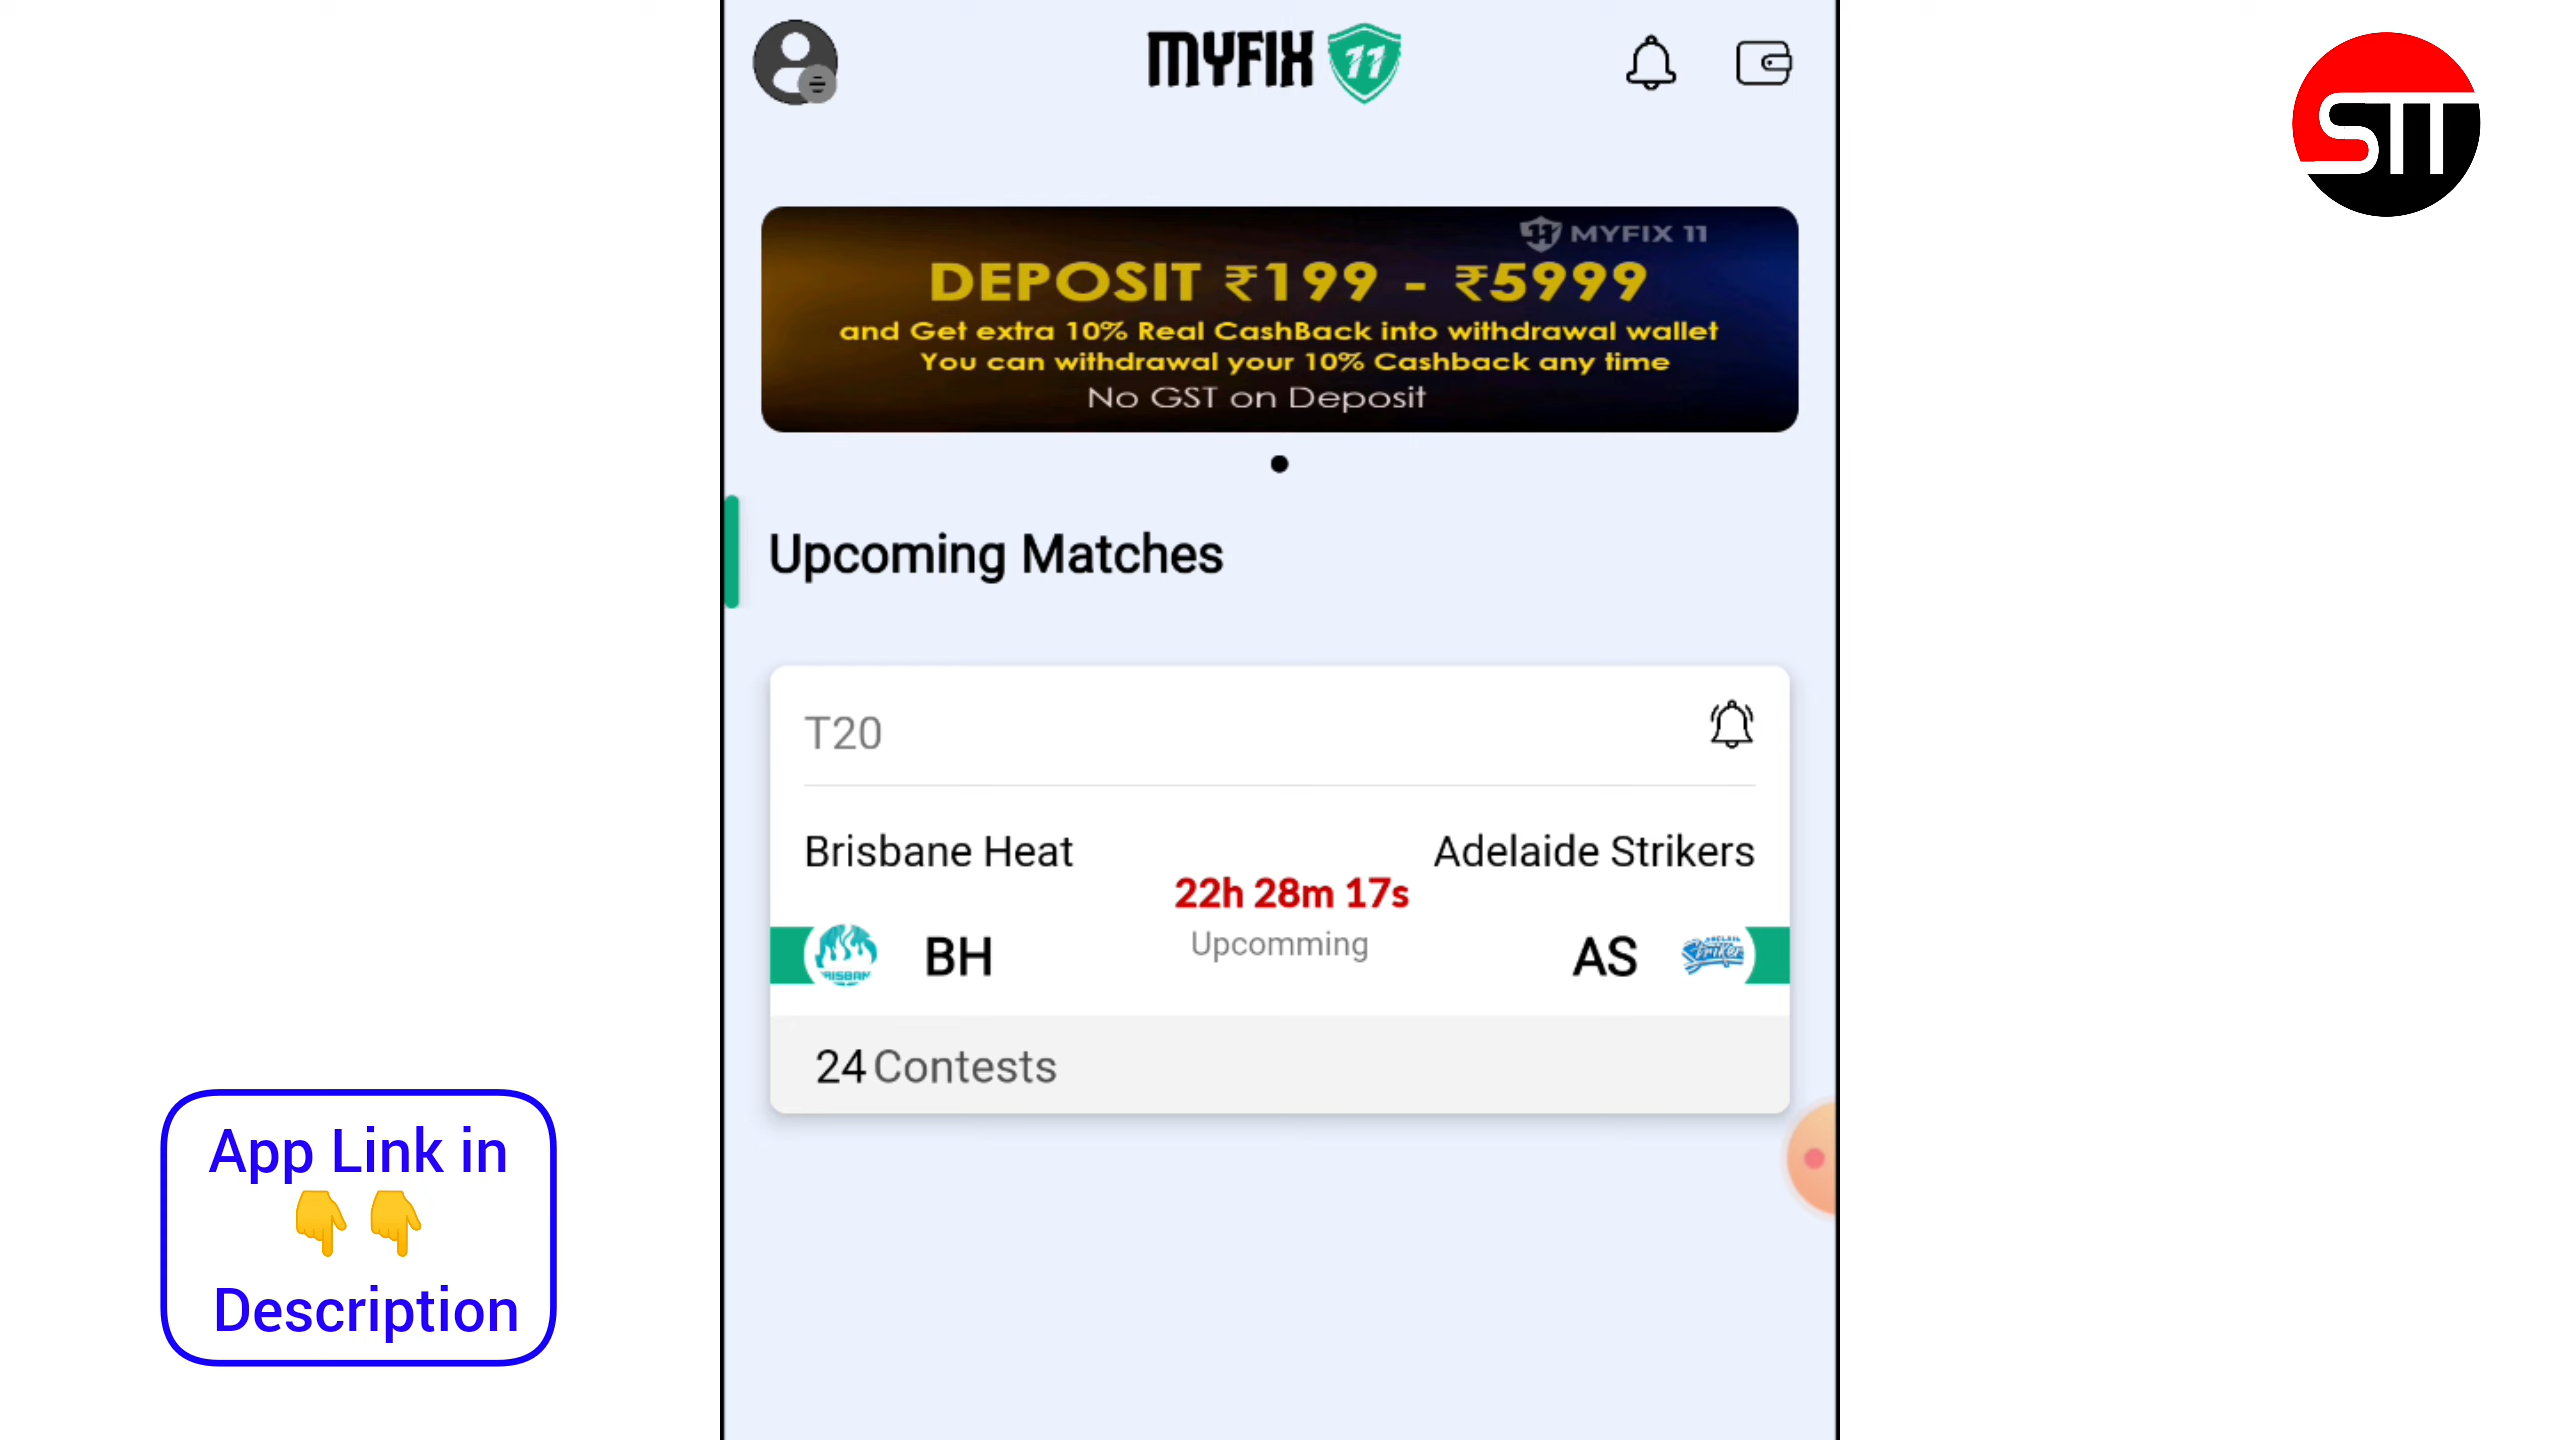 MYFIX 11
STT
MYFIX 11
DEPOSIT ₹199 - ₹5999
and Get extra 10% Real CashBack into withdrawal wallet
You can withdrawal your 10% Cashback any time
No GST on Deposit
Upcoming Matches
T20
Brisbane Heat
Adelaide Strikers
22h 28m 17s
Upcomming
BH
AS
24 Contests
App Link in
👇👇
Description